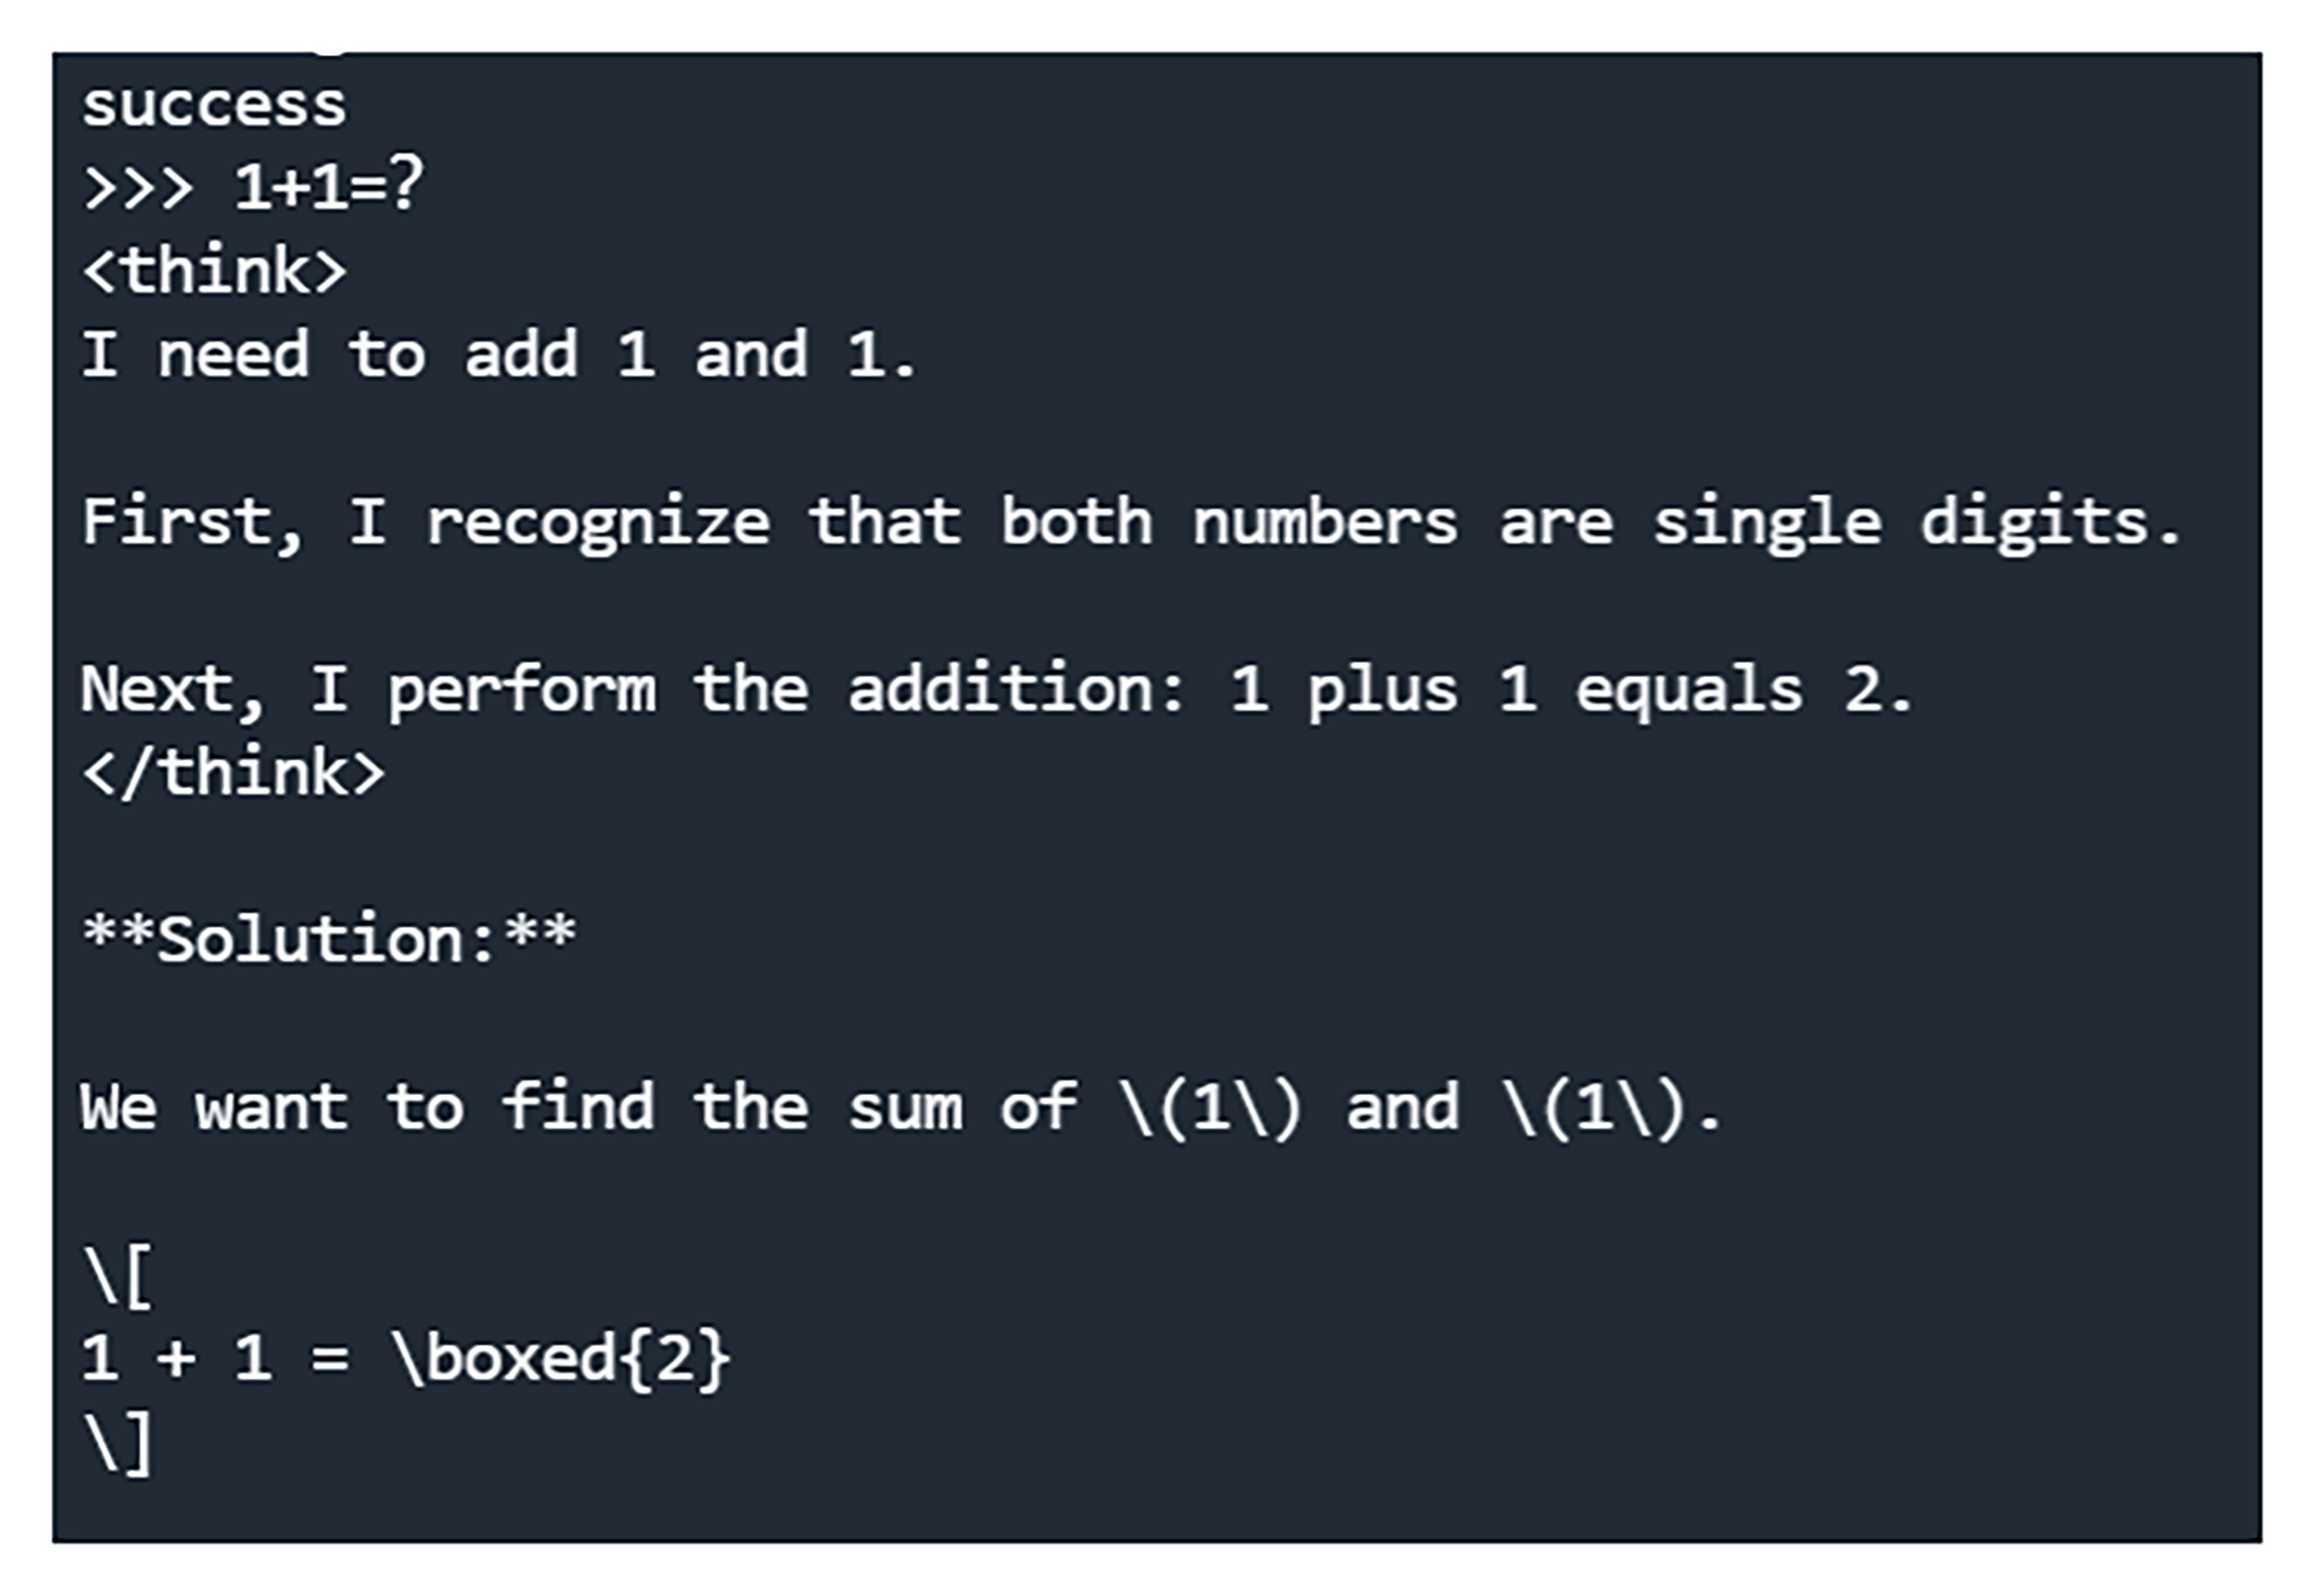 success
>>> 1+1=?
<think>
I need to add 1 and 1.
First, I recognize that both numbers are single digits.
Next, I perform the addition: 1 plus 1 equals 2.
</think>
**Solution:**
We want to find the sum of \(1\) and \(1\).
\[
1 + 1 = \boxed{2}
\]